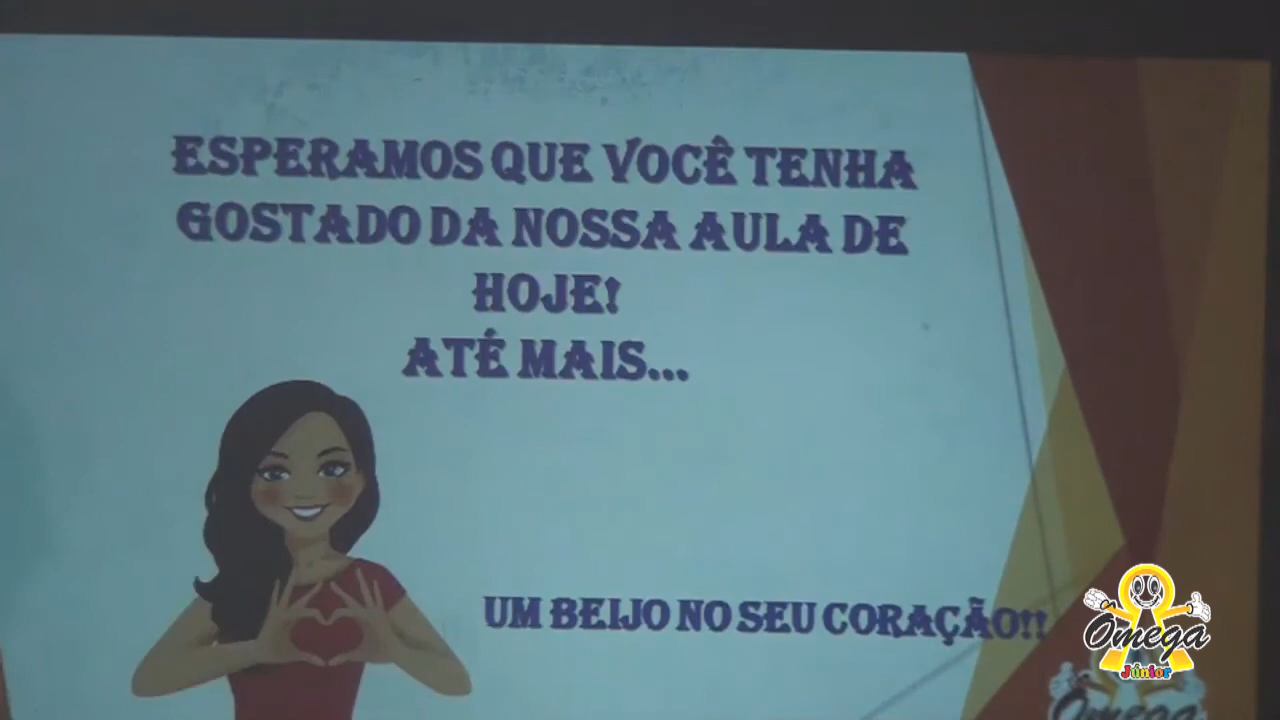 ESPERAMOS QUE VOCÊ TENHA
GOSTADO DA NOSSA AULA DE
HOJE!
ATÉ MAIS...
UM BEIJO NO SEU CORAÇÃO!!
Ômega
Júnior
Ômega